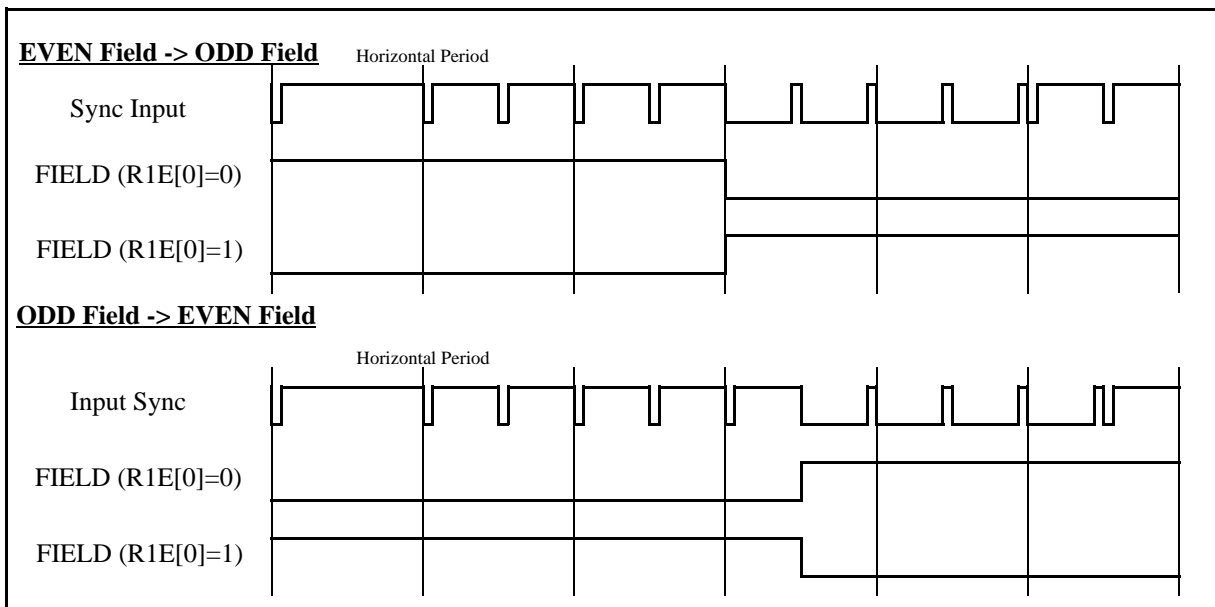 EVEN Field -> ODD Field
Horizontal Period
Sync Input
FIELD (R1E[0]=0)
FIELD (R1E[0]=1)
ODD Field -> EVEN Field
Horizontal Period
Input Sync
FIELD (R1E[0]=0)
FIELD (R1E[0]=1)